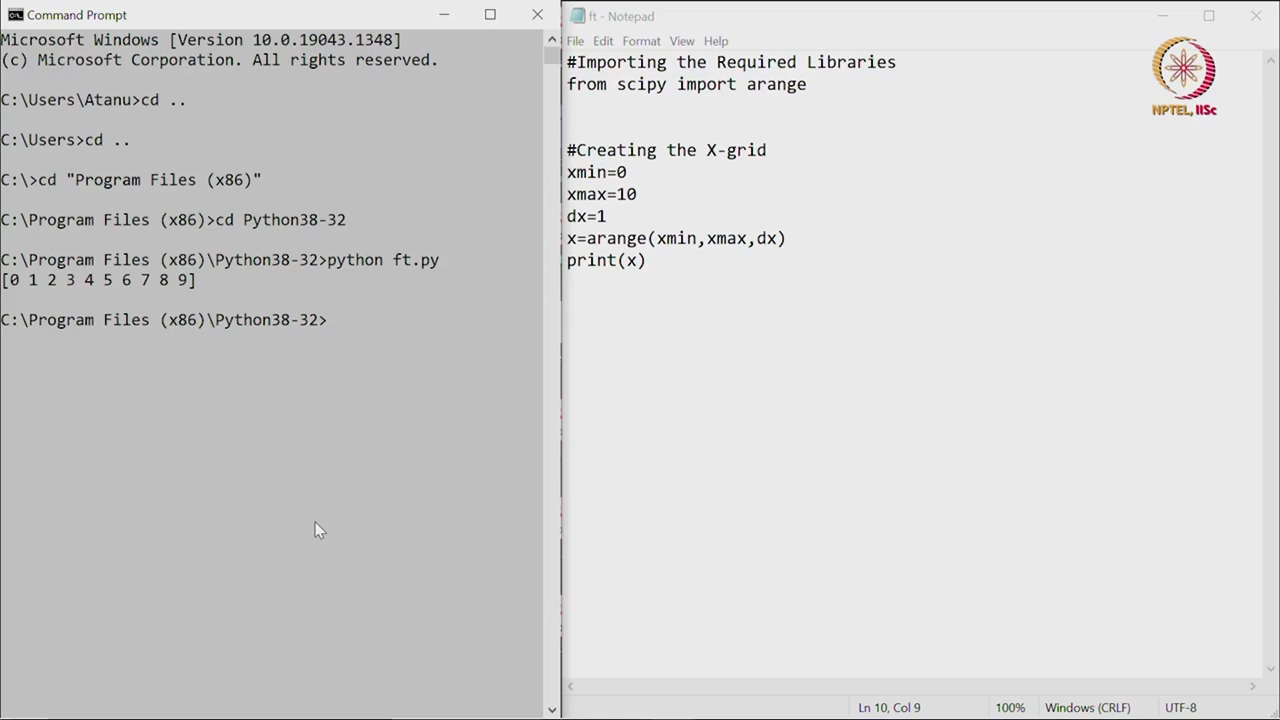 Command Prompt
Microsoft Windows [Version 10.0.19043.1348]
(c) Microsoft Corporation. All rights reserved.
C:\Users\Atanu>cd ..
C:\Users>cd ..
C:\>cd "Program Files (x86)"
C:\Program Files (x86)>cd Python38-32
C:\Program Files (x86)\Python38-32>python ft.py
[0 1 2 3 4 5 6 7 8 9]
C:\Program Files (x86)\Python38-32>
ft - Notepad
File Edit Format View Help
#Importing the Required Libraries
from scipy import arange
#Creating the X-grid
xmin=0
xmax=10
dx=1
x=arange(xmin,xmax,dx)
print(x)
NPTEL, IISc
Ln 10, Col 9 100% Windows (CRLF) UTF-8